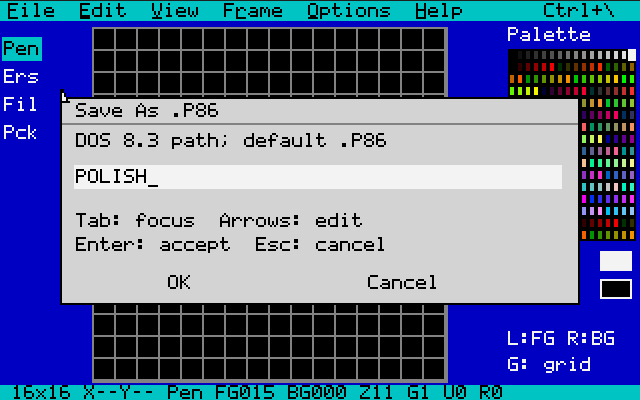 File Edit View Frame Options Help Ctrl+\
Pen
Ers
Fil
Pck
Palette
Save As .P86
DOS 8.3 path; default .P86
POLISH_
Tab: focus Arrows: edit
Enter: accept Esc: cancel
OK Cancel
L:FG R:BG
G: grid
16x16 X--Y-- Pen FG015 BG000 Z11 G1 U0 R0